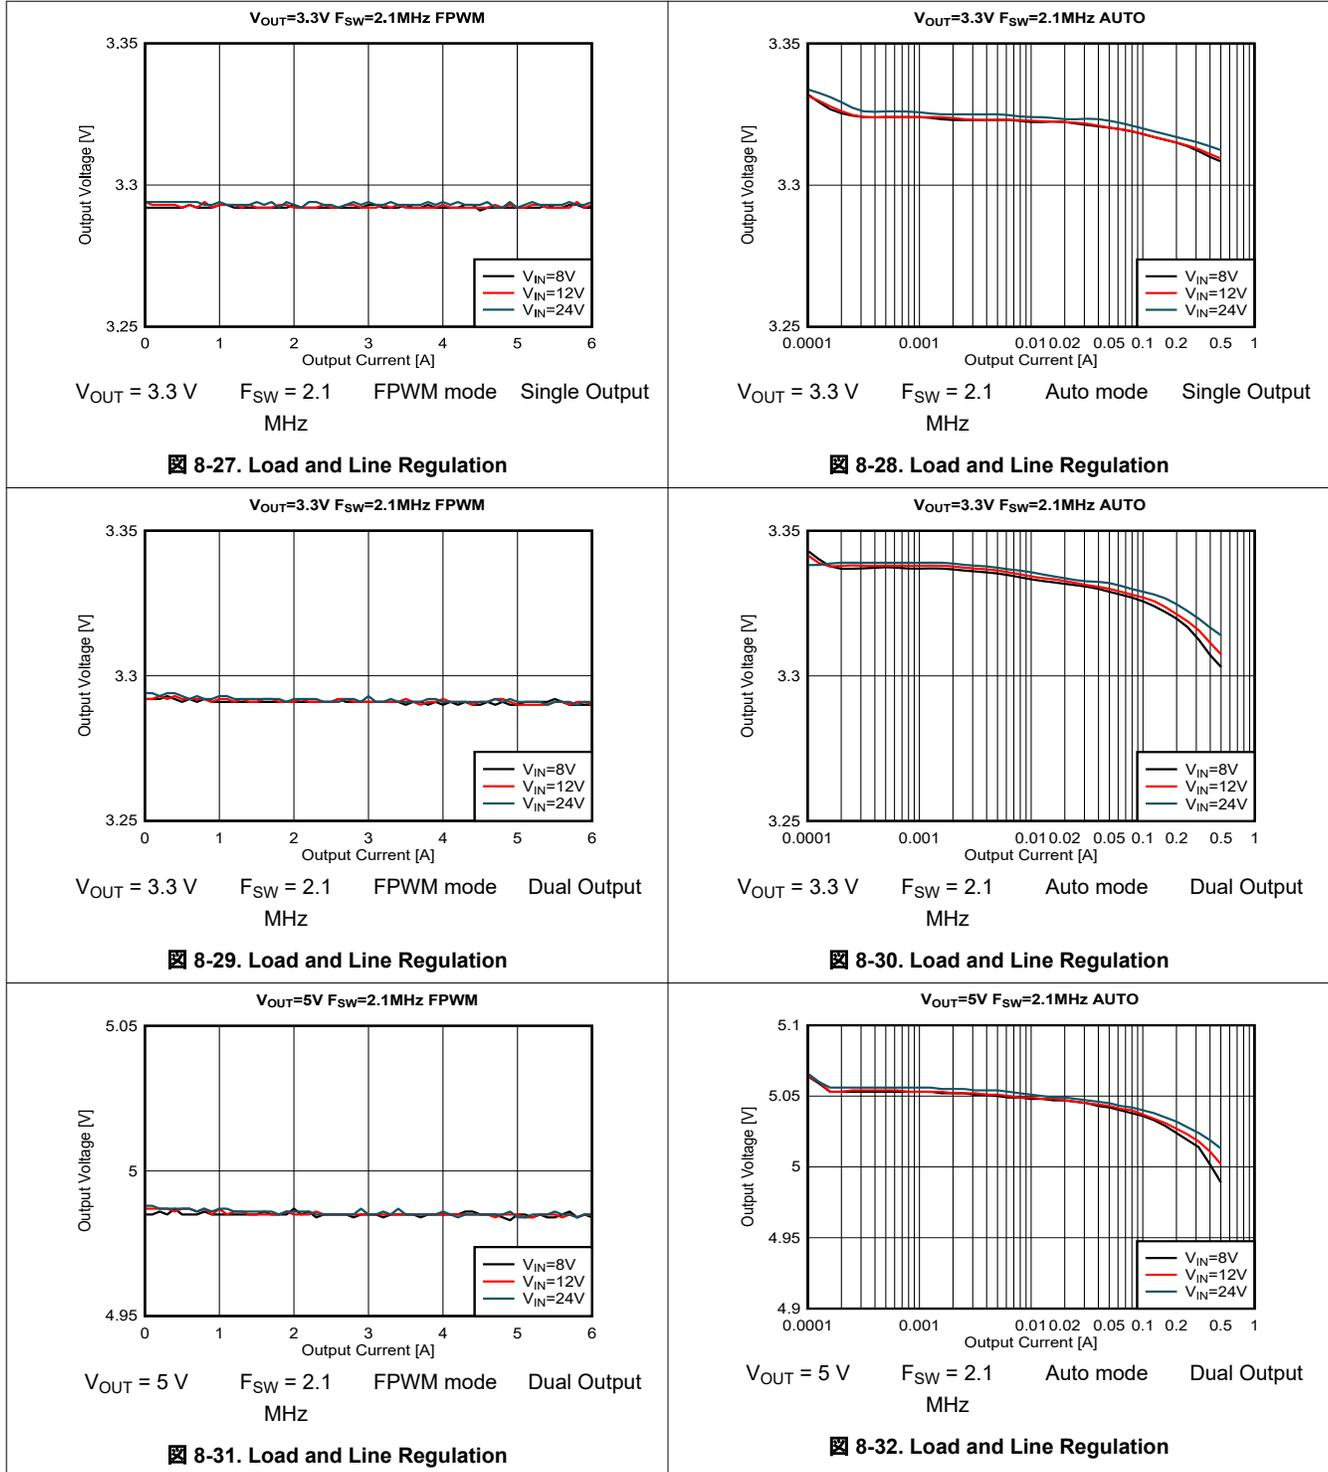 VOUT=3.3V FSW=2.1MHz FPWM
3.35
3.3
3.25
Output Voltage [V]
VIN=8V
VIN=12V
VIN=24V
0 1 2 3 4 5 6
Output Current [A]
VOUT = 3.3 V FSW = 2.1 FPWM mode Single Output
MHz
図 8-27. Load and Line Regulation
VOUT=3.3V FSW=2.1MHz AUTO
3.35
3.3
3.25
Output Voltage [V]
VIN=8V
VIN=12V
VIN=24V
0.0001 0.001 0.01 0.02 0.05 0.1 0.2 0.5 1
Output Current [A]
VOUT = 3.3 V FSW = 2.1 Auto mode Single Output
MHz
図 8-28. Load and Line Regulation
VOUT=3.3V FSW=2.1MHz FPWM
3.35
3.3
3.25
Output Voltage [V]
VIN=8V
VIN=12V
VIN=24V
0 1 2 3 4 5 6
Output Current [A]
VOUT = 3.3 V FSW = 2.1 FPWM mode Dual Output
MHz
図 8-29. Load and Line Regulation
VOUT=3.3V FSW=2.1MHz AUTO
3.35
3.3
3.25
Output Voltage [V]
VIN=8V
VIN=12V
VIN=24V
0.0001 0.001 0.01 0.02 0.05 0.1 0.2 0.5 1
Output Current [A]
VOUT = 3.3 V FSW = 2.1 Auto mode Dual Output
MHz
図 8-30. Load and Line Regulation
VOUT=5V FSW=2.1MHz FPWM
5.05
5
4.95
Output Voltage [V]
VIN=8V
VIN=12V
VIN=24V
0 1 2 3 4 5 6
Output Current [A]
VOUT = 5 V FSW = 2.1 FPWM mode Dual Output
MHz
図 8-31. Load and Line Regulation
VOUT=5V FSW=2.1MHz AUTO
5.1
5.05
5
4.95
4.9
Output Voltage [V]
VIN=8V
VIN=12V
VIN=24V
0.0001 0.001 0.01 0.02 0.05 0.1 0.2 0.5 1
Output Current [A]
VOUT = 5 V FSW = 2.1 Auto mode Dual Output
MHz
図 8-32. Load and Line Regulation